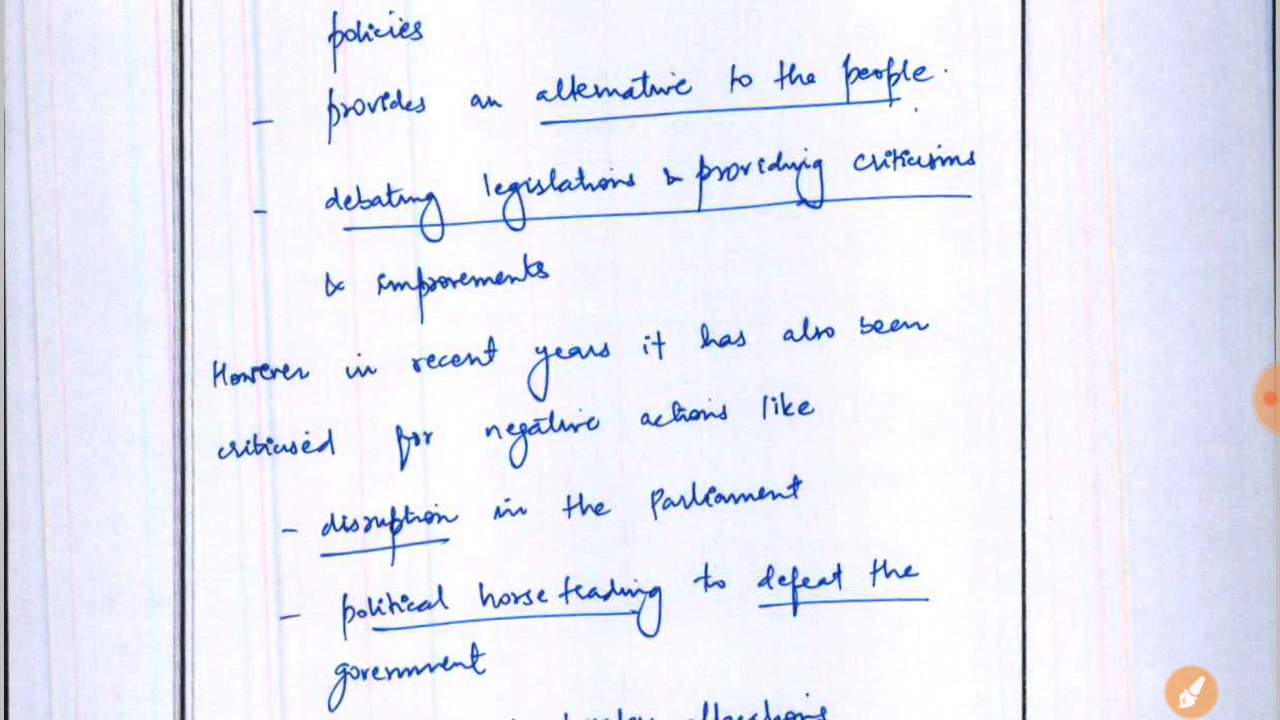 policies
- provides an alternative to the people.
- debating legislations & providing criticisms
& improvements
However in recent years it has also been
criticised for negative actions like
- disruption in the Parliament
- political horse trading to defeat the
government